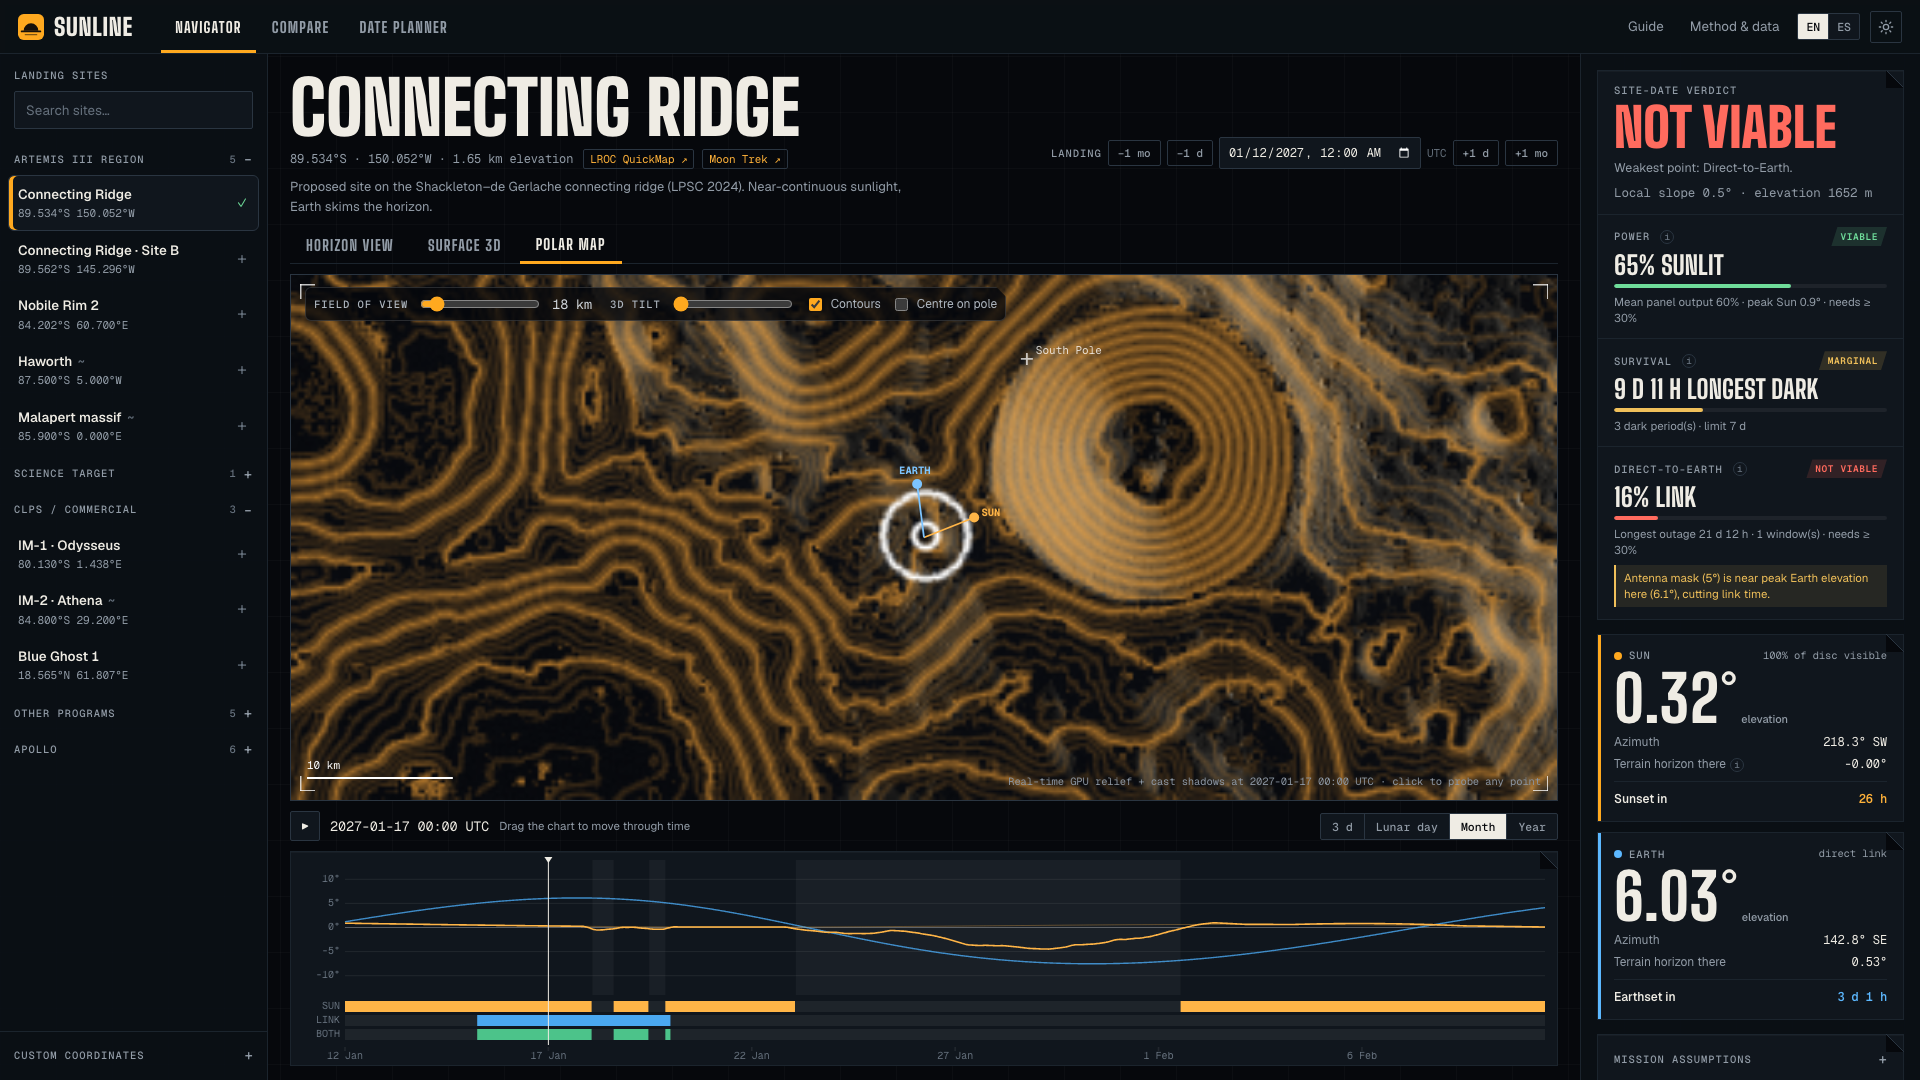 SUNLINE
NAVIGATOR
COMPARE
DATE PLANNER
Guide
Method & data
EN
ES
LANDING SITES
Search sites…
ARTEMIS III REGION 5 −
Connecting Ridge
89.534°S 150.052°W ✓
Connecting Ridge · Site B
89.562°S 145.296°W +
Nobile Rim 2
84.202°S 60.700°E +
Haworth ~
87.500°S 5.000°W +
Malapert massif ~
85.900°S 0.000°E +
SCIENCE TARGET 1 +
CLPS / COMMERCIAL 3 −
IM-1 · Odysseus
80.130°S 1.438°E +
IM-2 · Athena ~
84.800°S 29.200°E +
Blue Ghost 1
18.565°N 61.807°E +
OTHER PROGRAMS 5 +
APOLLO 6 +
CUSTOM COORDINATES +
CONNECTING RIDGE
89.534°S · 150.052°W · 1.65 km elevation LROC QuickMap ↗ Moon Trek ↗
Proposed site on the Shackleton–de Gerlache connecting ridge (LPSC 2024). Near-continuous sunlight,
Earth skims the horizon.
LANDING −1 mo −1 d 01/12/2027, 12:00 AM UTC +1 d +1 mo
HORIZON VIEW
SURFACE 3D
POLAR MAP
FIELD OF VIEW 18 km 3D TILT Contours Centre on pole
South Pole
EARTH
SUN
10 km
Real-time GPU relief + cast shadows at 2027-01-17 00:00 UTC · click to probe any point
2027-01-17 00:00 UTC Drag the chart to move through time
3 d Lunar day Month Year
10°
5°
0°
-5°
-10°
SUN
LINK
BOTH
12 Jan 17 Jan 22 Jan 27 Jan 1 Feb 6 Feb
SITE-DATE VERDICT
NOT VIABLE
Weakest point: Direct-to-Earth.
Local slope 0.5° · elevation 1652 m
POWER i VIABLE
65% SUNLIT
Mean panel output 60% · peak Sun 0.9° · needs ≥
30%
SURVIVAL i MARGINAL
9 D 11 H LONGEST DARK
3 dark period(s) · limit 7 d
DIRECT-TO-EARTH i NOT VIABLE
16% LINK
Longest outage 21 d 12 h · 1 window(s) · needs ≥
30%
Antenna mask (5°) is near peak Earth elevation
here (6.1°), cutting link time.
SUN 100% of disc visible
0.32° elevation
Azimuth 218.3° SW
Terrain horizon there i -0.00°
Sunset in 26 h
EARTH direct link
6.03° elevation
Azimuth 142.8° SE
Terrain horizon there 0.53°
Earthset in 3 d 1 h
MISSION ASSUMPTIONS +